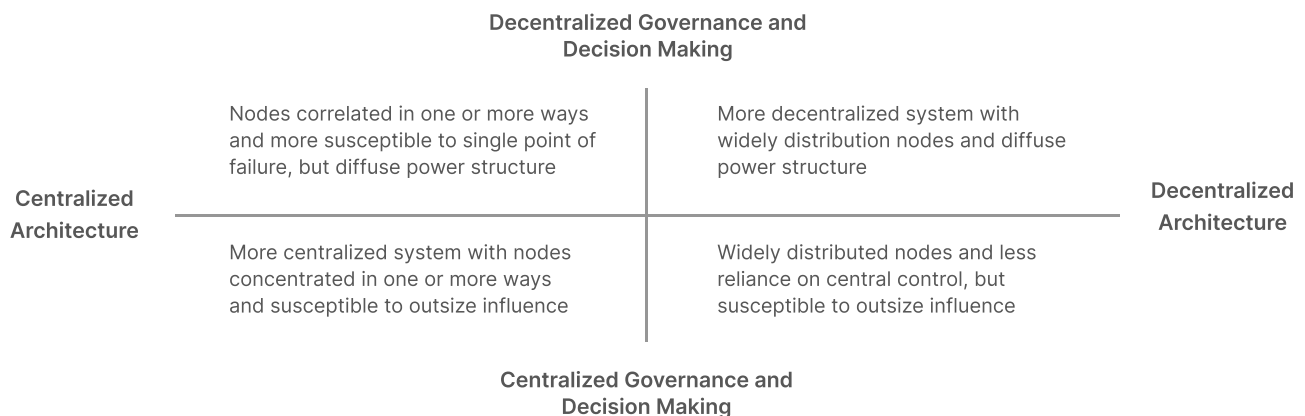 Decentralized Governance and
Decision Making
Nodes correlated in one or more ways
and more susceptible to single point of
failure, but diffuse power structure
More decentralized system with
widely distribution nodes and diffuse
power structure
Centralized
Architecture
Decentralized
Architecture
More centralized system with nodes
concentrated in one or more ways
and susceptible to outsize influence
Widely distributed nodes and less
reliance on central control, but
susceptible to outsize influence
Centralized Governance and
Decision Making